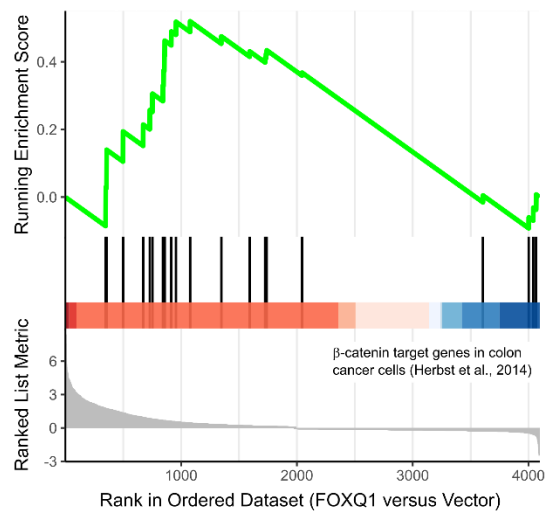 Running Enrichment Score
0.4
0.2
0.0
β-catenin target genes in colon
cancer cells (Herbst et al., 2014)
Ranked List Metric
6
3
0
-3
1000
2000
3000
4000
Rank in Ordered Dataset (FOXQ1 versus Vector)